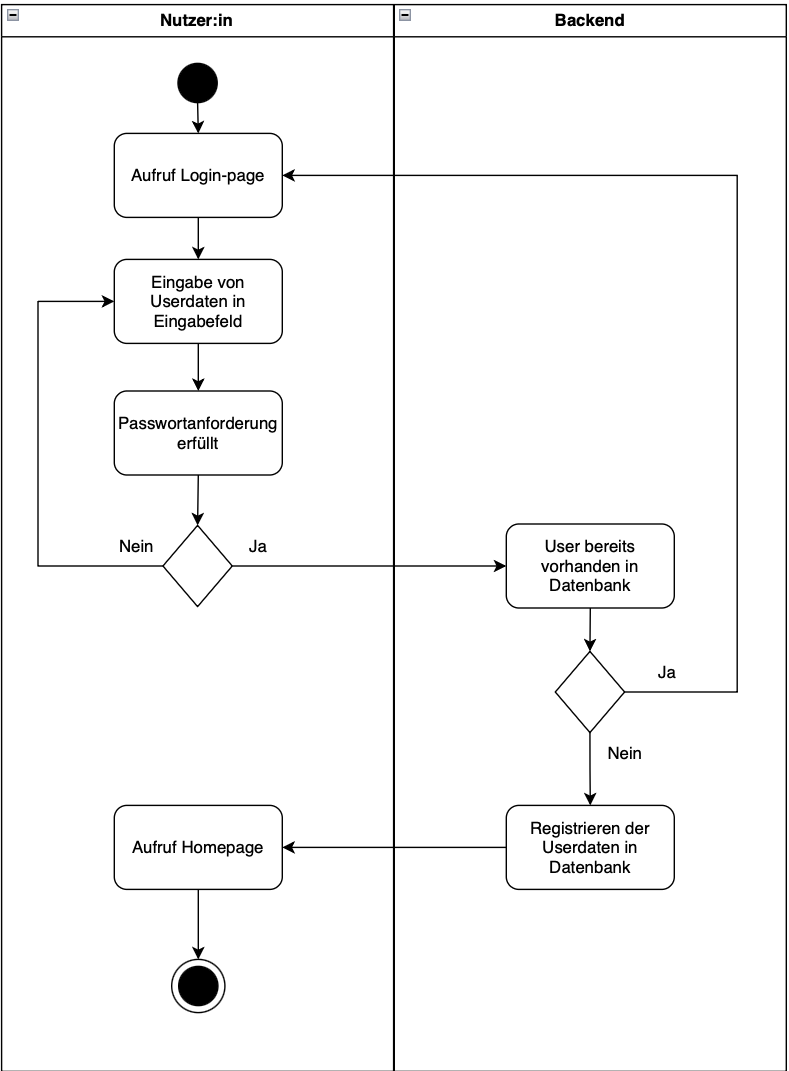 Nutzer:in
Backend
Aufruf Login-page
Eingabe von
Userdaten in
Eingabefeld
Passwortanforderung
erfüllt
Nein
Ja
User bereits
vorhanden in
Datenbank
Ja
Nein
Registrieren der
Userdaten in
Datenbank
Aufruf Homepage